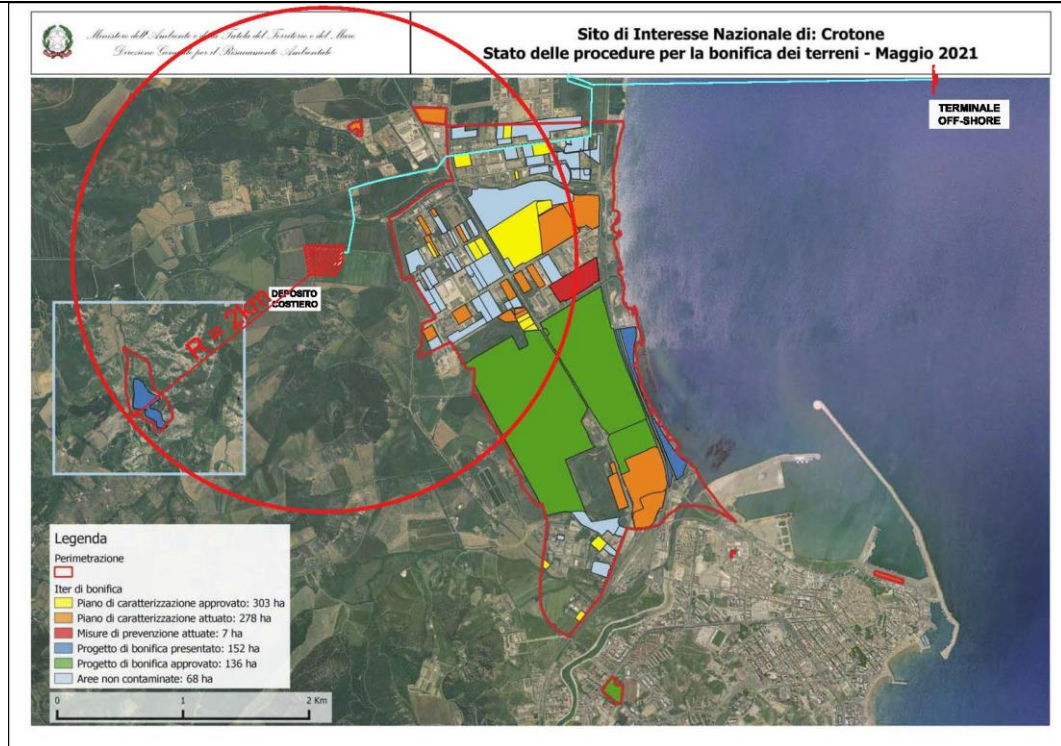 Ministero dell'Ambiente e della Tutela del Territorio e del Mare
Direzione Generale per il Risanamento Ambientale
Sito di Interesse Nazionale di: Crotone
Stato delle procedure per la bonifica dei terreni - Maggio 2021
TERMINALE
OFF-SHORE
DEPOSITO
COSTIERO
R = 2km
Legenda
Perimetrazione
Iter di bonifica
Piano di caratterizzazione approvato: 303 ha
Piano di caratterizzazione attuato: 278 ha
Misure di prevenzione attuate: 7 ha
Progetto di bonifica presentato: 152 ha
Progetto di bonifica approvato: 136 ha
Aree non contaminate: 68 ha
0 1 2 Km